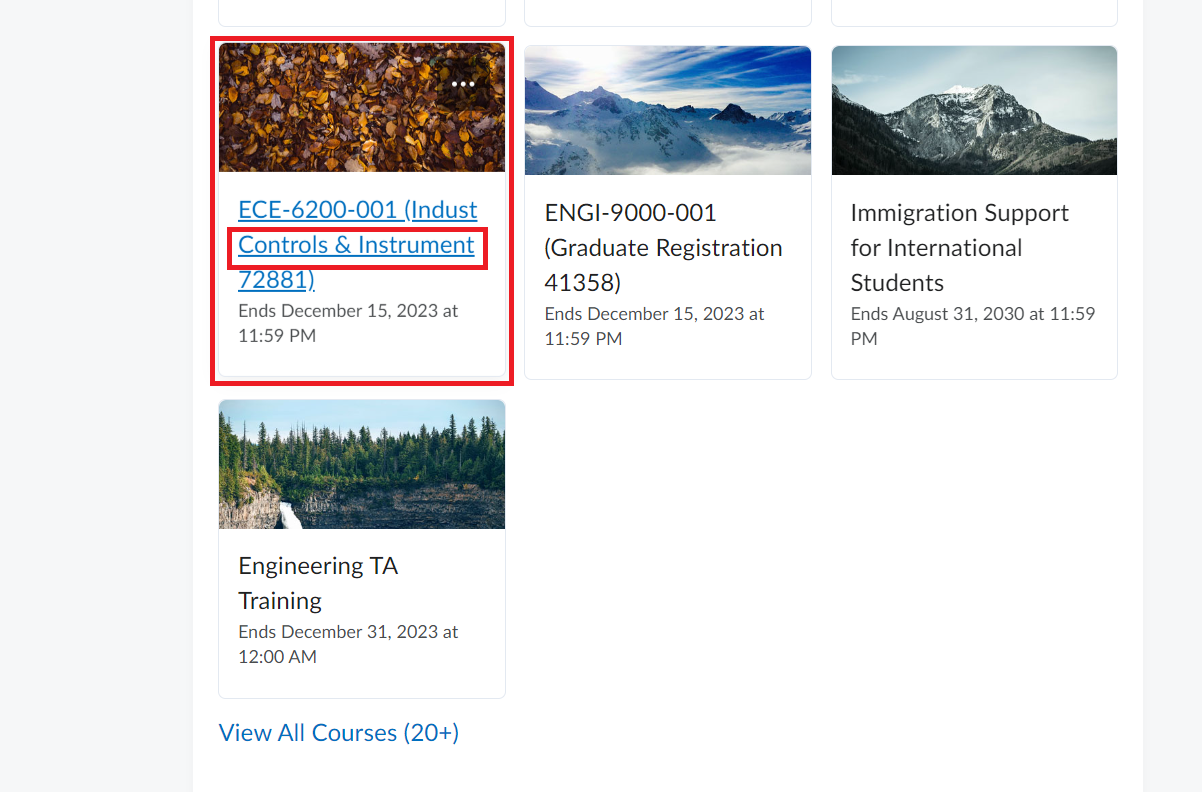 ECE-6200-001 (Indust
Controls & Instrument
72881)
Ends December 15, 2023 at
11:59 PM
ENGI-9000-001
(Graduate Registration
41358)
Ends December 15, 2023 at
11:59 PM
Immigration Support
for International
Students
Ends August 31, 2030 at 11:59
PM
Engineering TA
Training
Ends December 31, 2023 at
12:00 AM
View All Courses (20+)